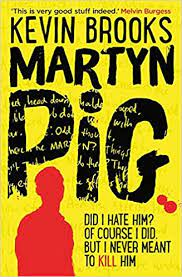 'This is very good stuff indeed.' Melvin Burgess
KEVIN BROOKS
MARTYN
PIG
DID I HATE HIM?
OF COURSE I DID.
BUT I NEVER MEANT
TO KILL HIM